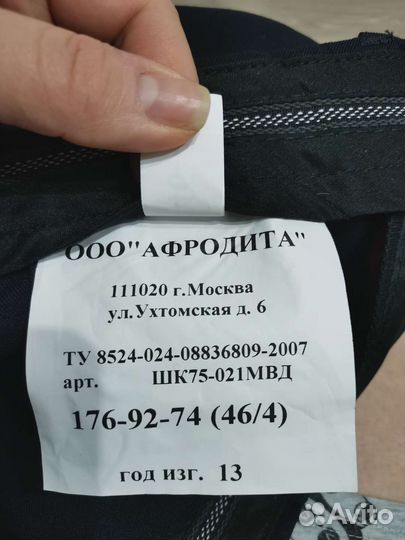 ООО"АФРОДИТА"
111020 г.Москва
ул.Ухтомская д. 6
ТУ 8524-024-08836809-2007
арт. ШК75-021МВД
176-92-74 (46/4)
год изг. 13
Avito